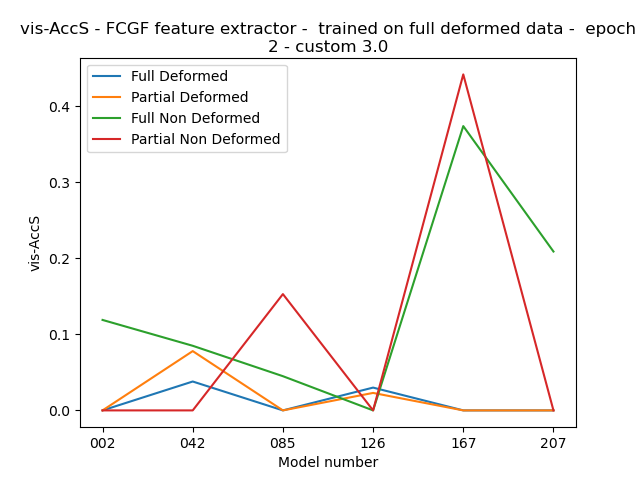 vis-AccS - FCGF feature extractor -  trained on full deformed data -  epoch
2 - custom 3.0
Full Deformed
Partial Deformed
Full Non Deformed
Partial Non Deformed
0.4
0.3
0.2
0.1
0.0
vis-AccS
002 042 085 126 167 207
Model number